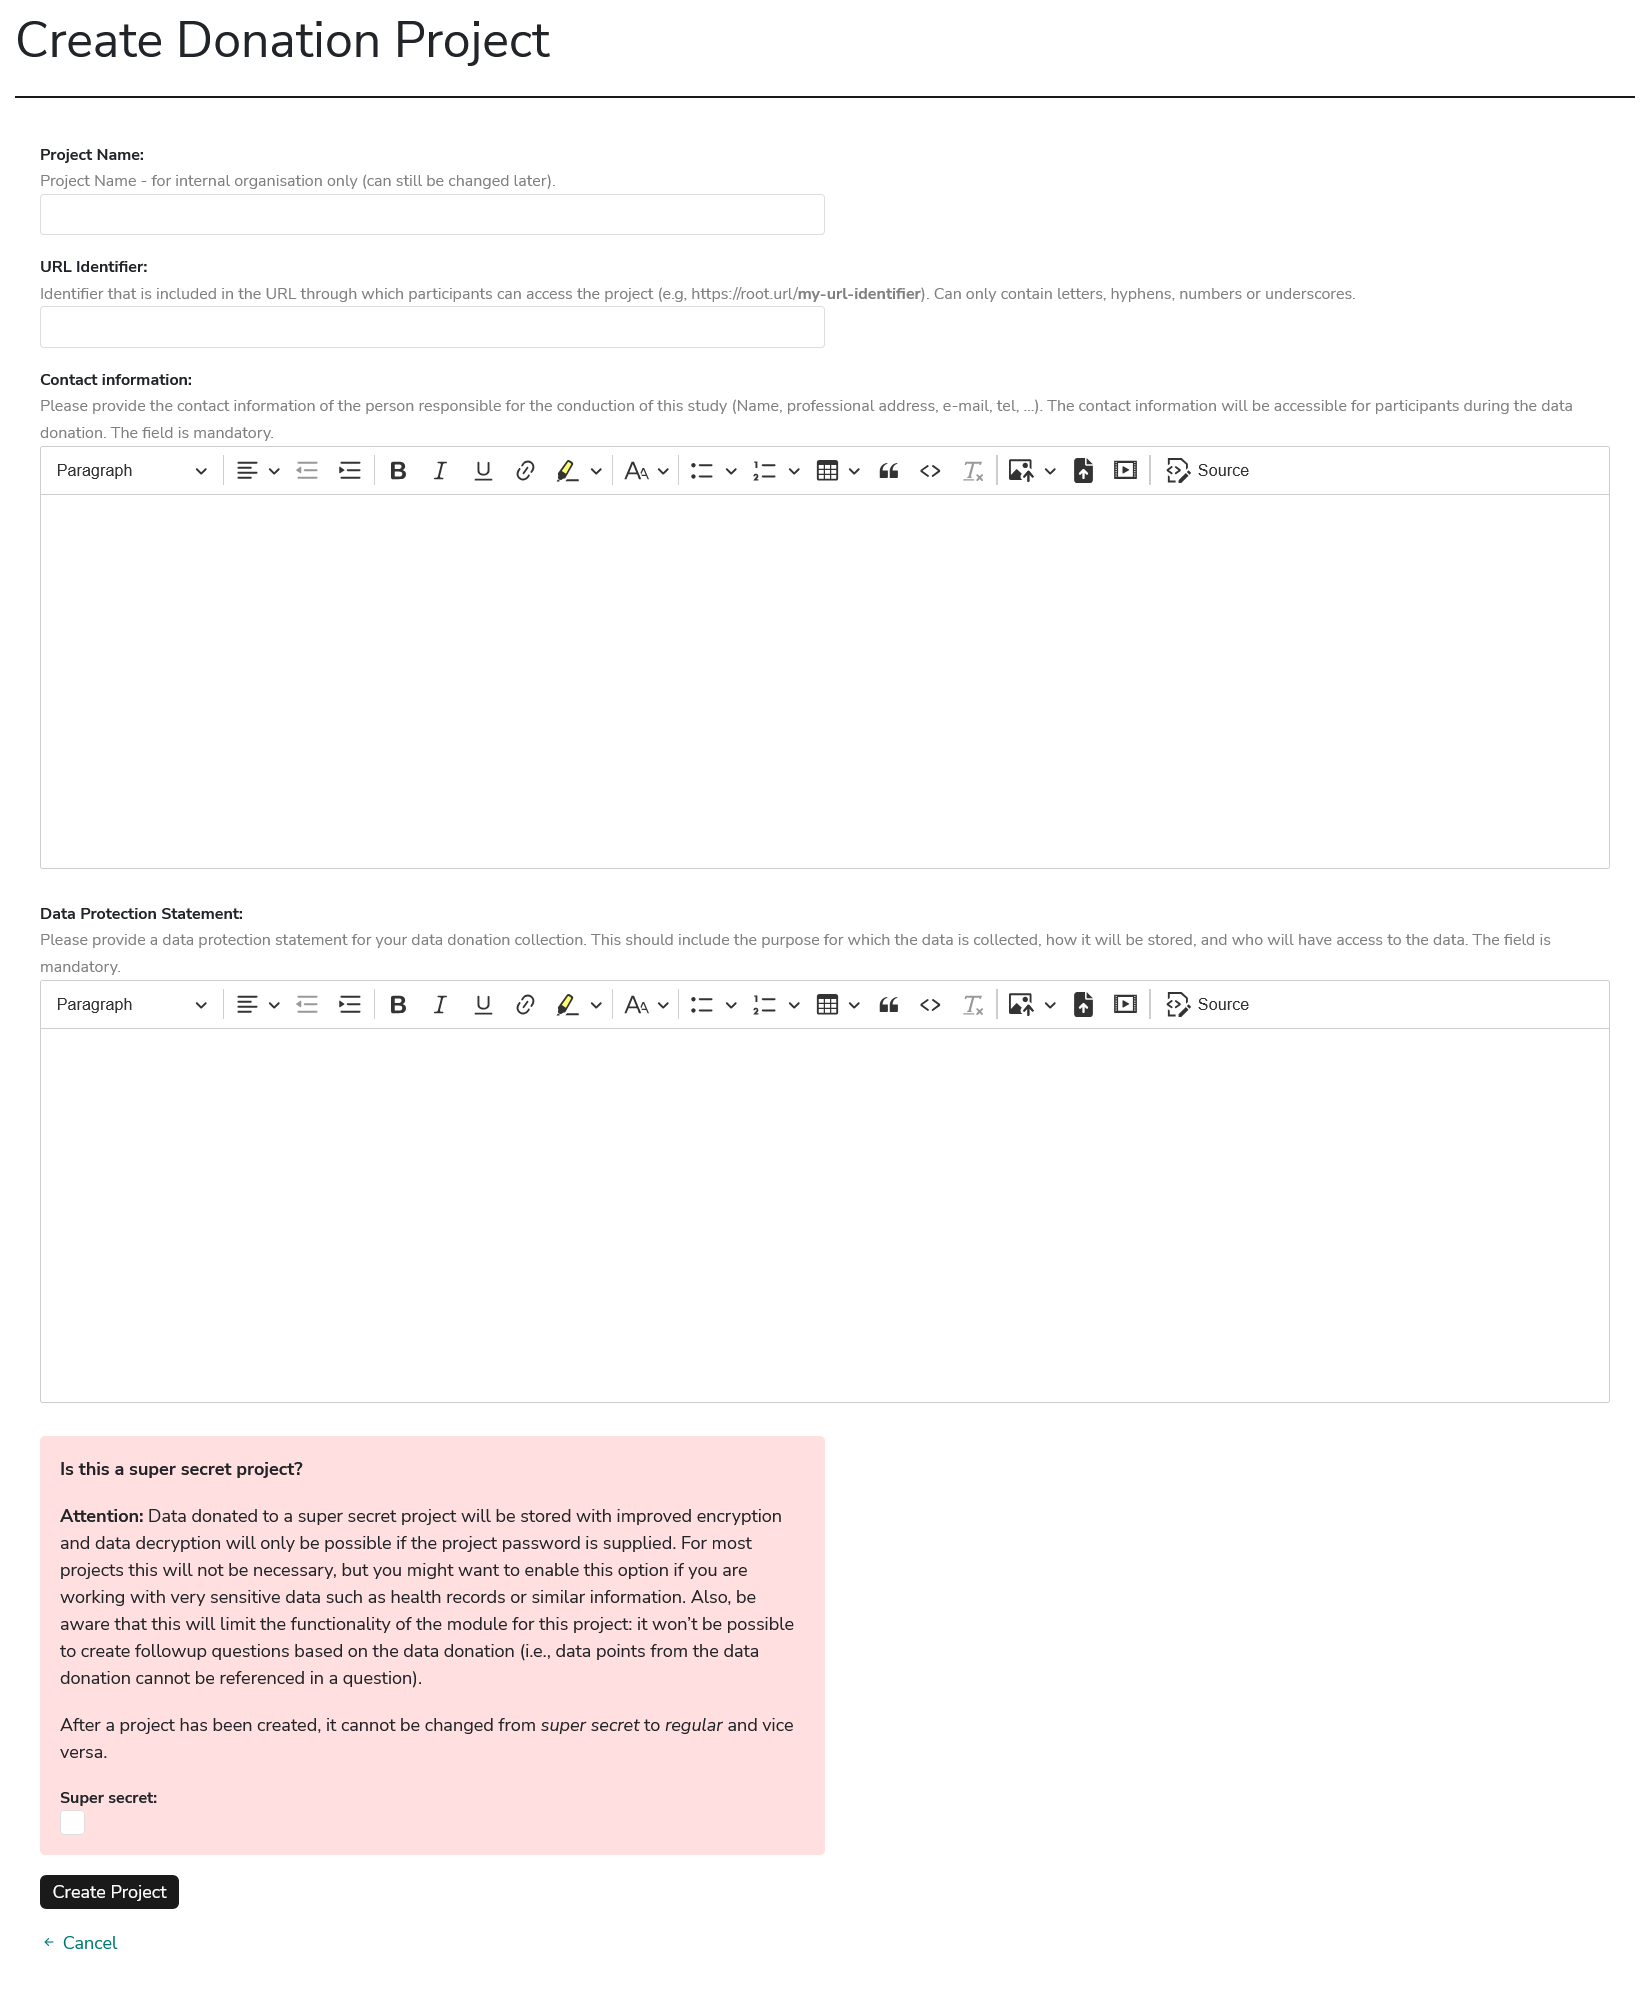 Create Donation Project
Project Name:
Project Name - for internal organisation only (can still be changed later).
URL Identifier:
Identifier that is included in the URL through which participants can access the project (e.g, https://root.url/my-url-identifier). Can only contain letters, hyphens, numbers or underscores.
Contact information:
Please provide the contact information of the person responsible for the conduction of this study (Name, professional address, e-mail, tel, ...). The contact information will be accessible for participants during the data
donation. The field is mandatory.
Paragraph
Source
Data Protection Statement:
Please provide a data protection statement for your data donation collection. This should include the purpose for which the data is collected, how it will be stored, and who will have access to the data. The field is
mandatory.
Paragraph
Source
Is this a super secret project?
Attention: Data donated to a super secret project will be stored with improved encryption
and data decryption will only be possible if the project password is supplied. For most
projects this will not be necessary, but you might want to enable this option if you are
working with very sensitive data such as health records or similar information. Also, be
aware that this will limit the functionality of the module for this project: it won’t be possible
to create followup questions based on the data donation (i.e., data points from the data
donation cannot be referenced in a question).
After a project has been created, it cannot be changed from super secret to regular and vice
versa.
Super secret:
Create Project
Cancel